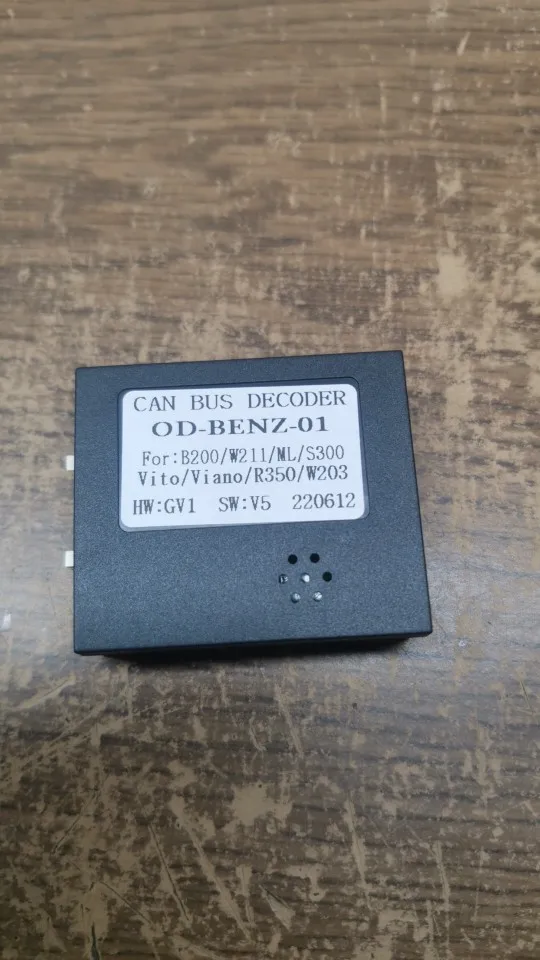 CAN BUS DECODER
OD-BENZ-01
For:B200/W211/ML/S300
Vito/Viano/R350/W203
HW:GV1 SW:V5 220612